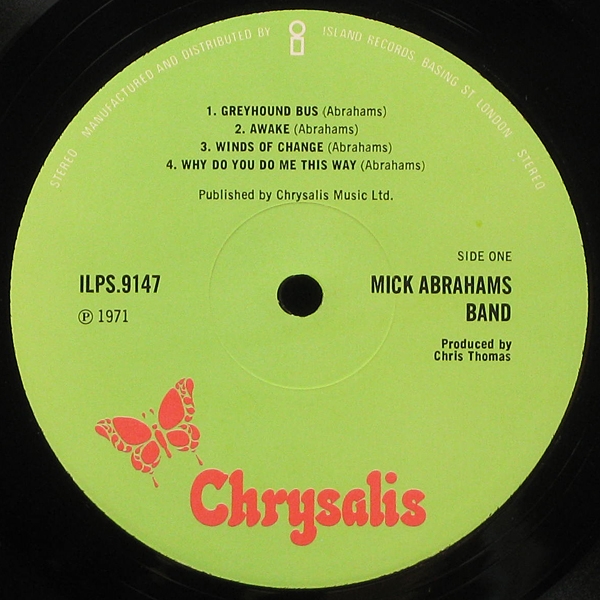 STEREO MANUFACTURED AND DISTRIBUTED BY i ISLAND RECORDS, BASING ST. LONDON STEREO
1. GREYHOUND BUS (Abrahams)
2. AWAKE (Abrahams)
3. WINDS OF CHANGE (Abrahams)
4. WHY DO YOU DO ME THIS WAY (Abrahams)
Published by Chrysalis Music Ltd.
SIDE ONE
ILPS.9147
℗ 1971
MICK ABRAHAMS
BAND
Produced by
Chris Thomas
Chrysalis